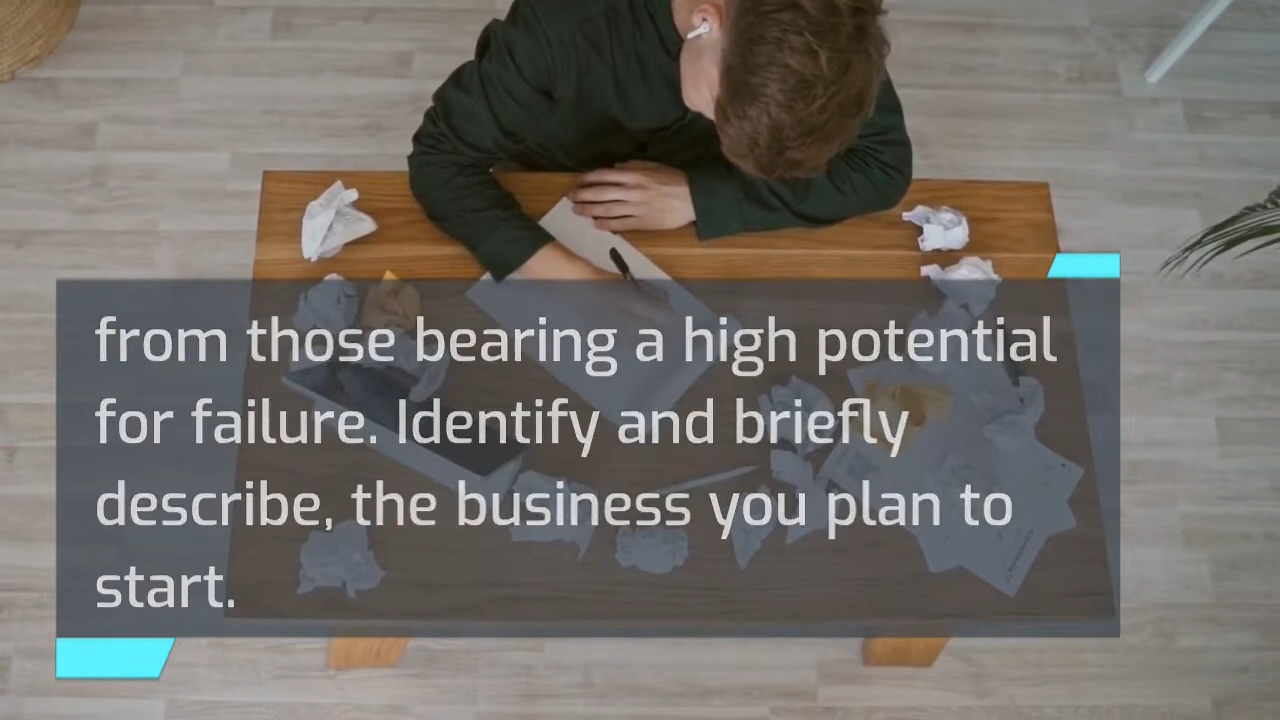 from those bearing a high potential
for failure. Identify and briefly
describe, the business you plan to
start.